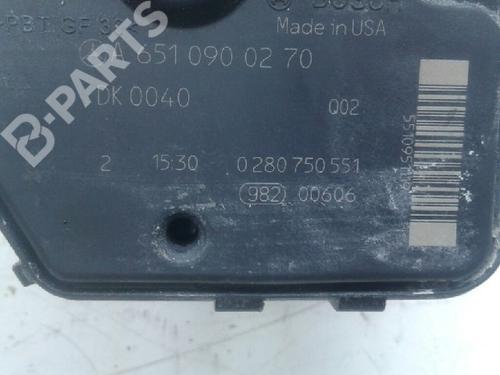 BOSCH
PBT GF 30
Made in USA
A 651 090 02 70
DK 0040
Q02
2 15:30 0 280 750 551
982 00606
B-PARTS